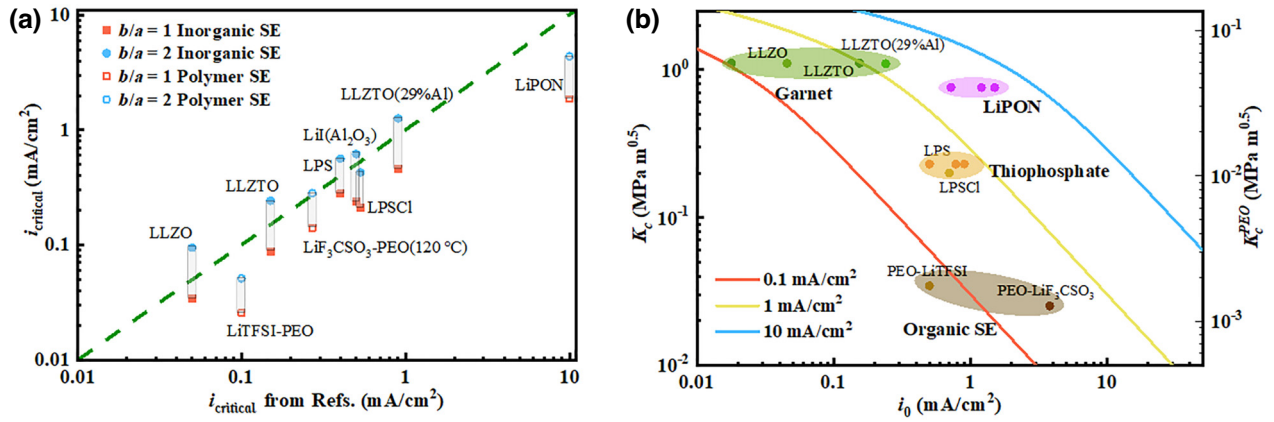 (a)
b/a = 1 Inorganic SE
b/a = 2 Inorganic SE
b/a = 1 Polymer SE
b/a = 2 Polymer SE
10
1
0.1
0.01
i_critical (mA/cm²)
LLZO
LLZTO
LiTFSI-PEO
LPS
LiI(Al₂O₃)
LLZTO(29%Al)
LPSCl
LiF₃CSO₃-PEO(120 °C)
LiPON
0.01
0.1
1
10
i_critical from Refs. (mA/cm²)
(b)
10⁰
10⁻¹
10⁻²
K_c (MPa m^0.5)
LLZO
LLZTO
LLZTO(29%Al)
Garnet
LiPON
LPS
LPSCl
Thiophosphate
PEO-LiTFSI
PEO-LiF₃CSO₃
Organic SE
0.1 mA/cm²
1 mA/cm²
10 mA/cm²
10⁻¹
10⁻²
10⁻³
K_c^PEO (MPa m^0.5)
0.01
0.1
1
10
i₀ (mA/cm²)